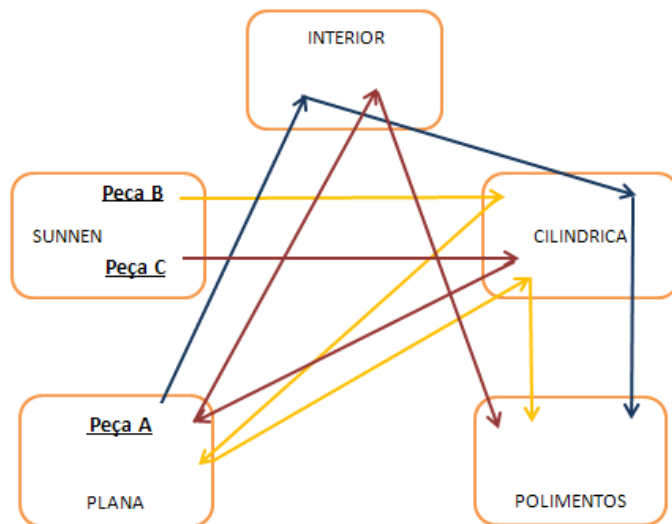 INTERIOR
Peça B
SUNNEN
Peça C
CILINDRICA
Peça A
PLANA
POLIMENTOS